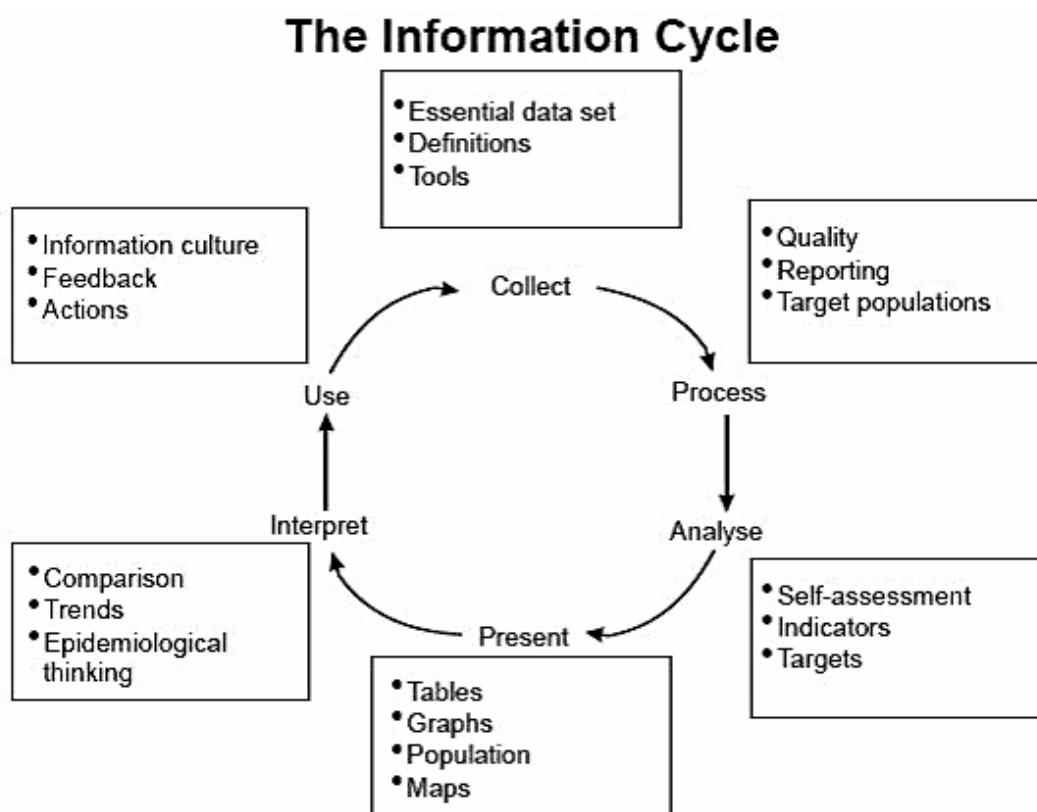 The Information Cycle
• Essential data set
• Definitions
• Tools
• Information culture
• Feedback
• Actions
• Quality
• Reporting
• Target populations
Collect
Use
Process
Interpret
Analyse
• Comparison
• Trends
• Epidemiological
thinking
Present
• Self-assessment
• Indicators
• Targets
• Tables
• Graphs
• Population
• Maps